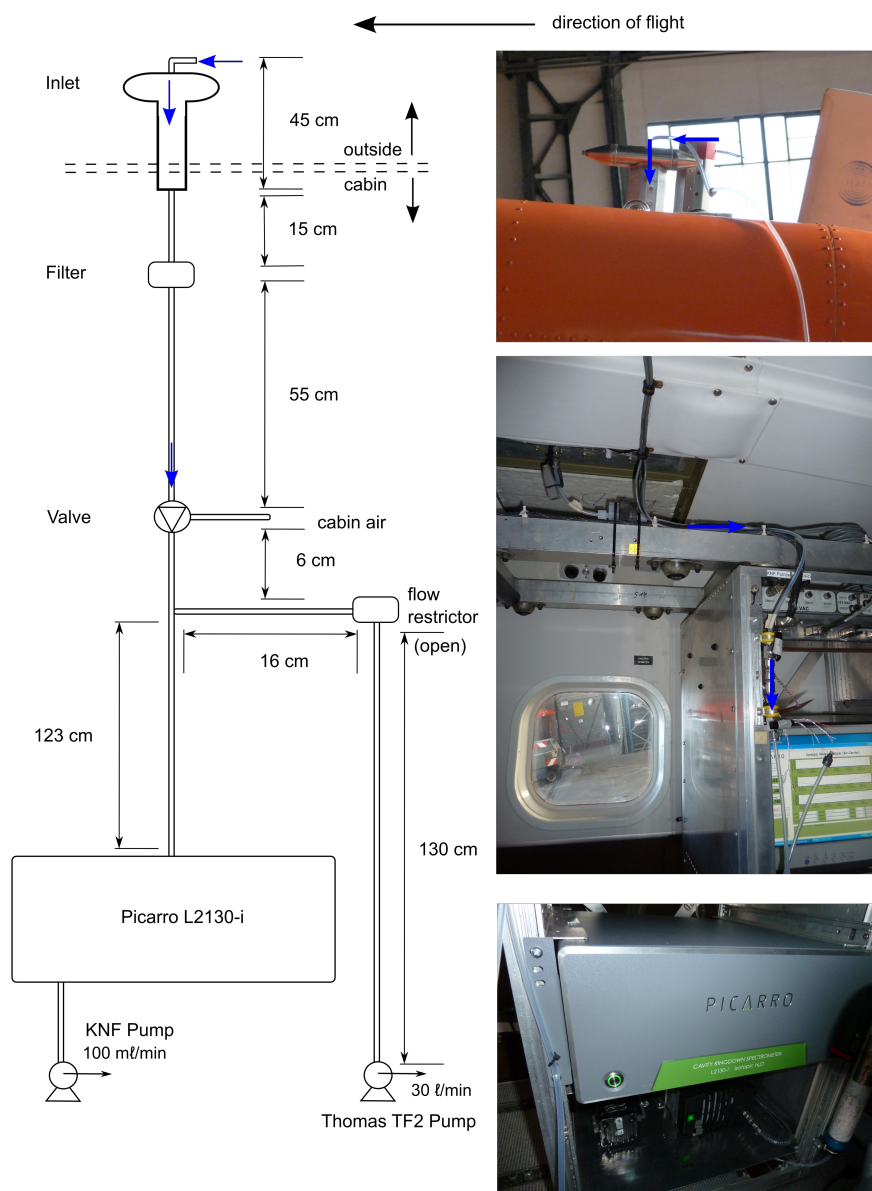 direction of flight
Inlet
45 cm
outside
cabin
15 cm
Filter
55 cm
Valve
cabin air
6 cm
flow
restrictor
(open)
16 cm
123 cm
130 cm
Picarro L2130-i
KNF Pump
100 mℓ/min
30 ℓ/min
Thomas TF2 Pump
VAC
PICARRO
CAVITY RINGDOWN SPECTROMETER
L2130-i Isotopic H₂O